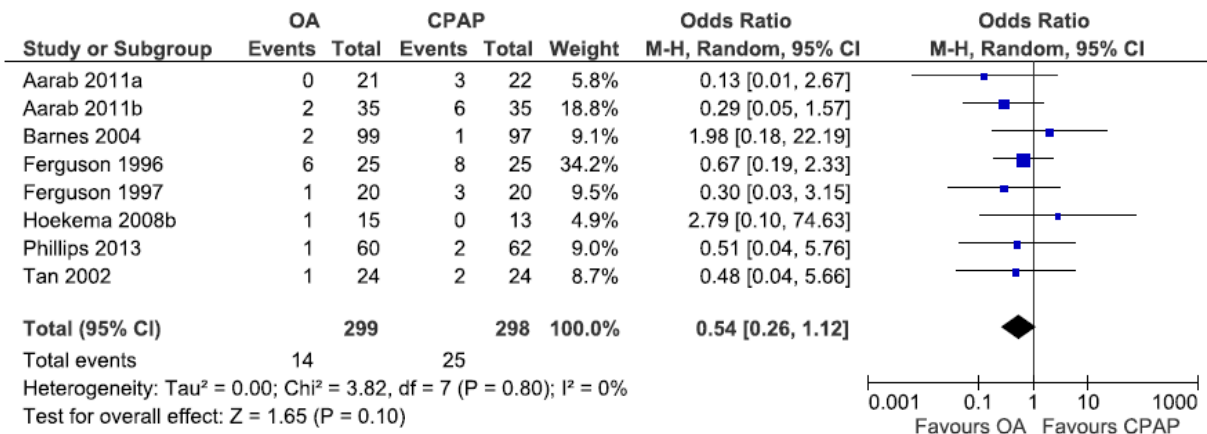 OA CPAP Odds Ratio Odds Ratio
Study or Subgroup Events Total Events Total Weight M-H, Random, 95% CI M-H, Random, 95% CI
Aarab 2011a 0 21 3 22 5.8% 0.13 [0.01, 2.67]
Aarab 2011b 2 35 6 35 18.8% 0.29 [0.05, 1.57]
Barnes 2004 2 99 1 97 9.1% 1.98 [0.18, 22.19]
Ferguson 1996 6 25 8 25 34.2% 0.67 [0.19, 2.33]
Ferguson 1997 1 20 3 20 9.5% 0.30 [0.03, 3.15]
Hoekema 2008b 1 15 0 13 4.9% 2.79 [0.10, 74.63]
Phillips 2013 1 60 2 62 9.0% 0.51 [0.04, 5.76]
Tan 2002 1 24 2 24 8.7% 0.48 [0.04, 5.66]
Total (95% CI) 299 298 100.0% 0.54 [0.26, 1.12]
Total events 14 25
Heterogeneity: Tau² = 0.00; Chi² = 3.82, df = 7 (P = 0.80); I² = 0%
Test for overall effect: Z = 1.65 (P = 0.10)
0.001 0.1 1 10 1000
Favours OA Favours CPAP